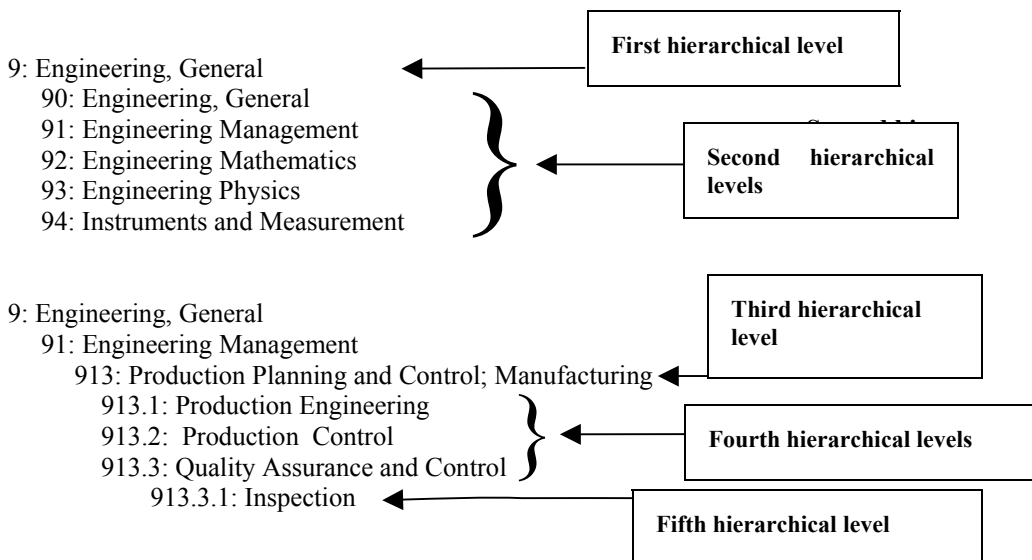 First hierarchical level
9: Engineering, General
90: Engineering, General
91: Engineering Management
92: Engineering Mathematics
93: Engineering Physics
94: Instruments and Measurement
Second hierarchical
levels
9: Engineering, General
91: Engineering Management
913: Production Planning and Control; Manufacturing
913.1: Production Engineering
913.2: Production Control
913.3: Quality Assurance and Control
913.3.1: Inspection
Third hierarchical
level
Fourth hierarchical levels
Fifth hierarchical level